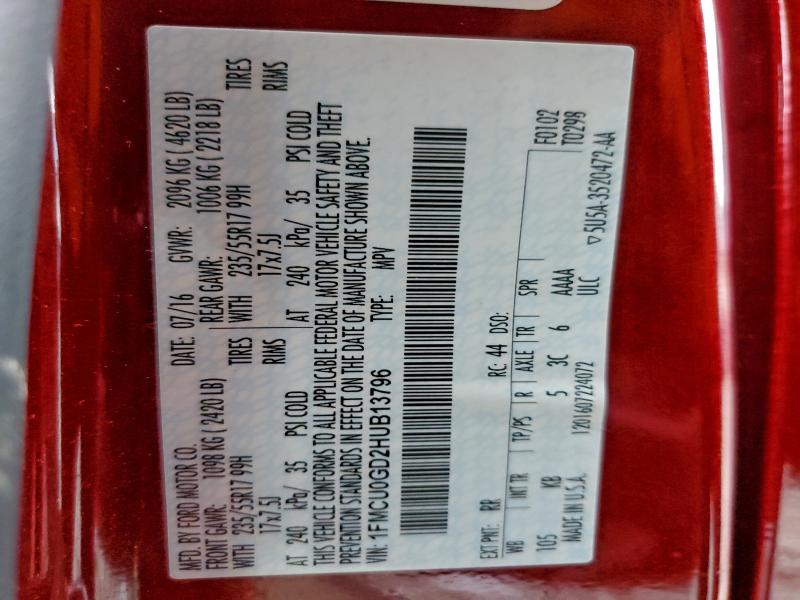 MFD. BY FORD MOTOR CO. DATE: 07/16 GVWR: 2096 KG ( 4620 LB)
FRONT GAWR: 1098 KG ( 2420 LB) REAR GAWR: 1006 KG ( 2218 LB)
WITH 235/55R17 99H TIRES WITH 235/55R17 99H TIRES
17x7.5J RIMS 17x7.5J RIMS
AT 240 kPa/ 35 PSI COLD AT 240 kPa/ 35 PSI COLD
THIS VEHICLE CONFORMS TO ALL APPLICABLE FEDERAL MOTOR VEHICLE SAFETY AND THEFT
PREVENTION STANDARDS IN EFFECT ON THE DATE OF MANUFACTURE SHOWN ABOVE.
VIN: 1FMCU0GD2HUB13796 TYPE: MPV
EXT PNT: RR RC: 44 DSO: F0102
WB INT TR TP/PS R AXLE TR SPR T0298
105 KB 5 3C 6 AAAA
MADE IN U.S.A. 1201607224072 ULC ▽5U5A-3520472-AA